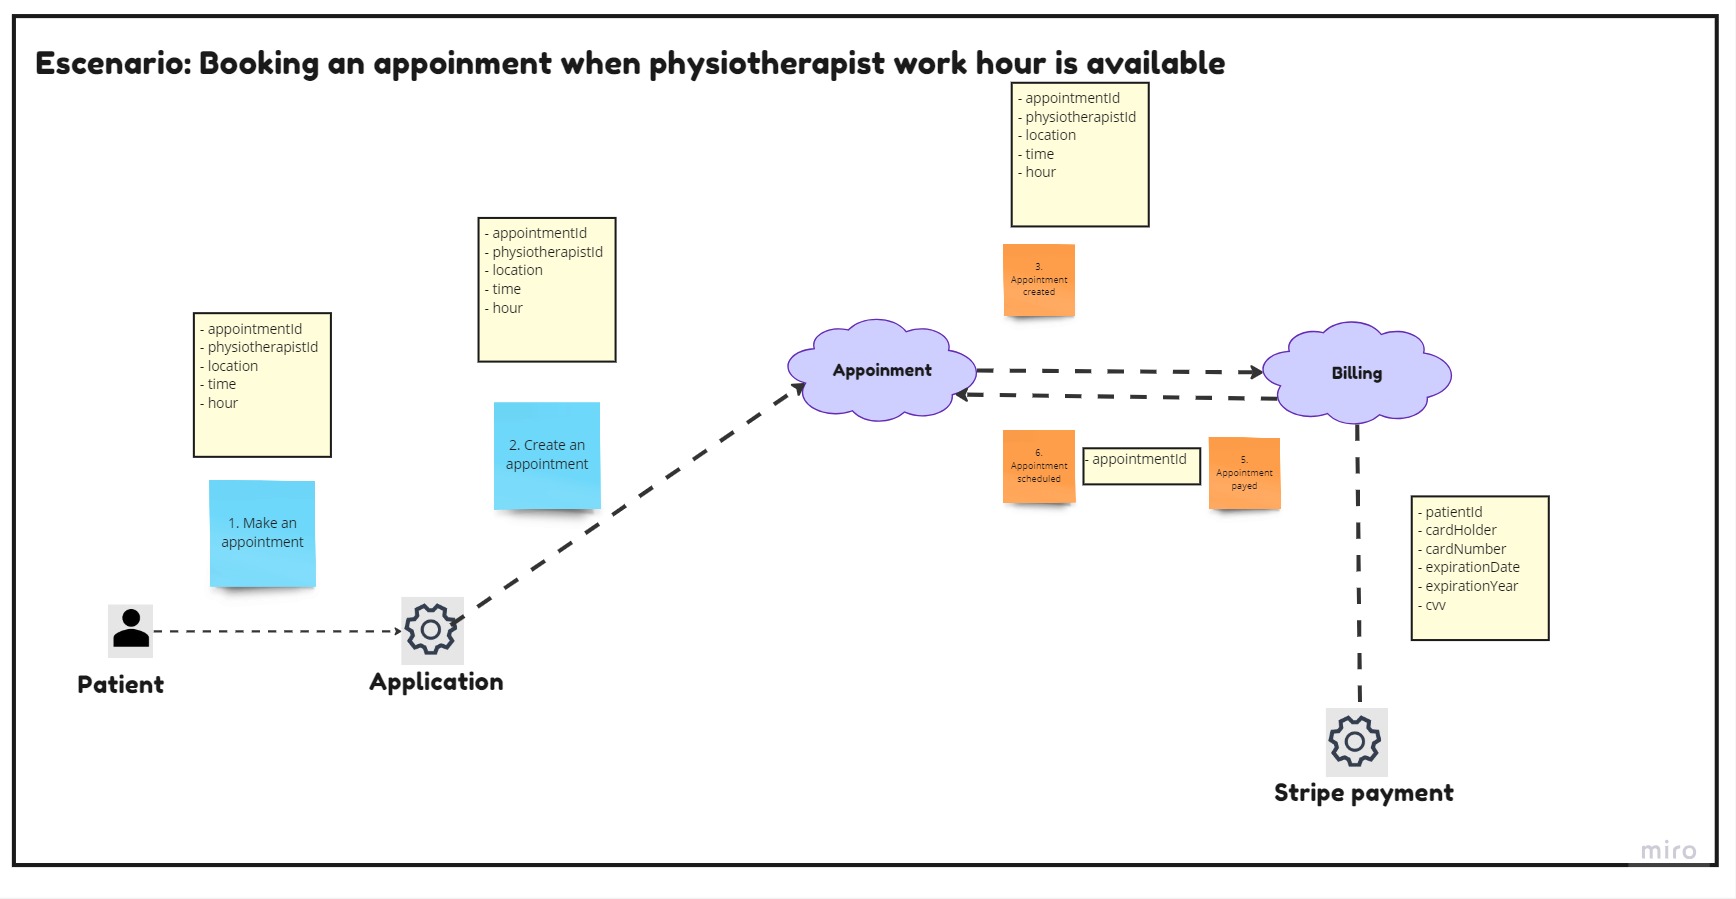 Escenario: Booking an appoinment when physiotherapist work hour is available
- appointmentId
- physiotherapistId
- location
- time
- hour
3.
Appointment
created
- appointmentId
- physiotherapistId
- location
- time
- hour
- appointmentId
- physiotherapistId
- location
- time
- hour
2. Create an
appointment
1. Make an
appointment
Appoinment
Billing
6.
Appointment
scheduled
- appointmentId
5.
Appointment
payed
- patientId
- cardHolder
- cardNumber
- expirationDate
- expirationYear
- cvv
Patient
Application
Stripe payment
miro